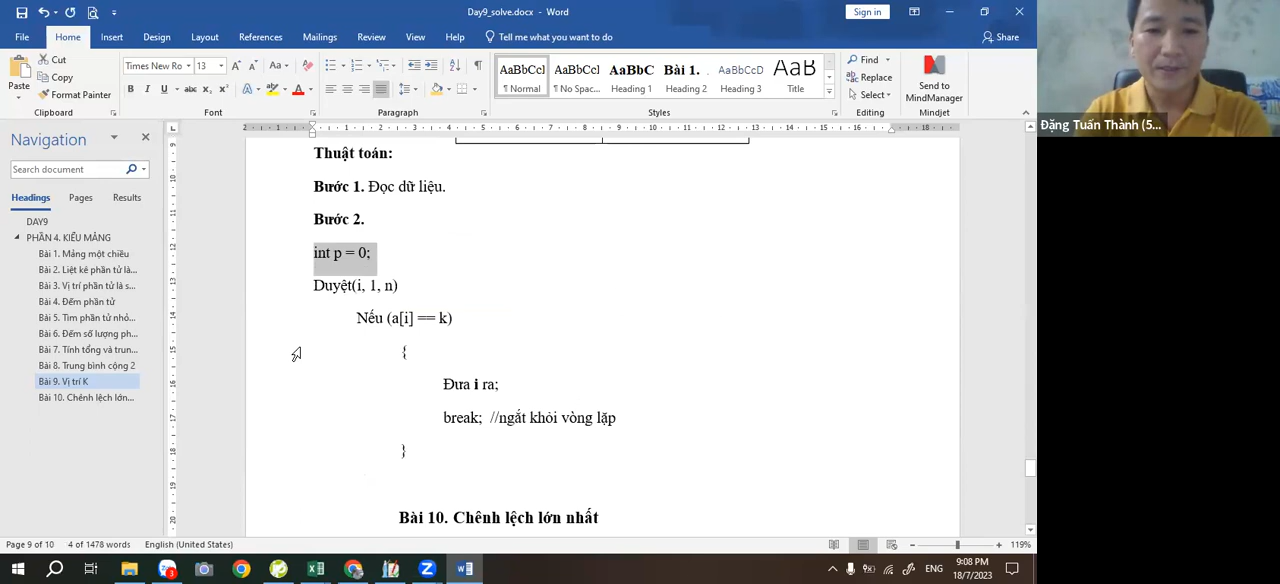 Day9_solve.docx - Word
Sign in
File Home Insert Design Layout References Mailings Review View Help Tell me what you want to do Share
Paste
Cut
Copy
Format Painter
Clipboard
Times New Ro 13
Font
Paragraph
AaBbCcI AaBbCcI AaBbC Bài 1. AaBbCcD AaB
¶ Normal ¶ No Spac... Heading 1 Heading 2 Heading 3 Title
Styles
Find
Replace
Select
Editing
Send to
MindManager
Mindjet
Đặng Tuấn Thành (5...
Navigation
Search document
Headings Pages Results
DAY9
PHẦN 4. KIỂU MẢNG
Bài 1. Mảng một chiều
Bài 2. Liệt kê phần tử là...
Bài 3. Vị trí phần tử là s...
Bài 4. Đếm phần tử
Bài 5. Tìm phần tử nhỏ...
Bài 6. Đếm số lượng ph...
Bài 7. Tính tổng và trun...
Bài 8. Trung bình cộng 2
Bài 9. Vị trí K
Bài 10. Chênh lệch lớn...
Thuật toán:
Bước 1. Đọc dữ liệu.
Bước 2.
int p = 0;
Duyệt(i, 1, n)
Nếu (a[i] == k)
{
Đưa i ra;
break; //ngắt khỏi vòng lặp
}
Bài 10. Chênh lệch lớn nhất
Page 9 of 10 4 of 1478 words English (United States)
119%
ENG
9:08 PM
18/7/2023